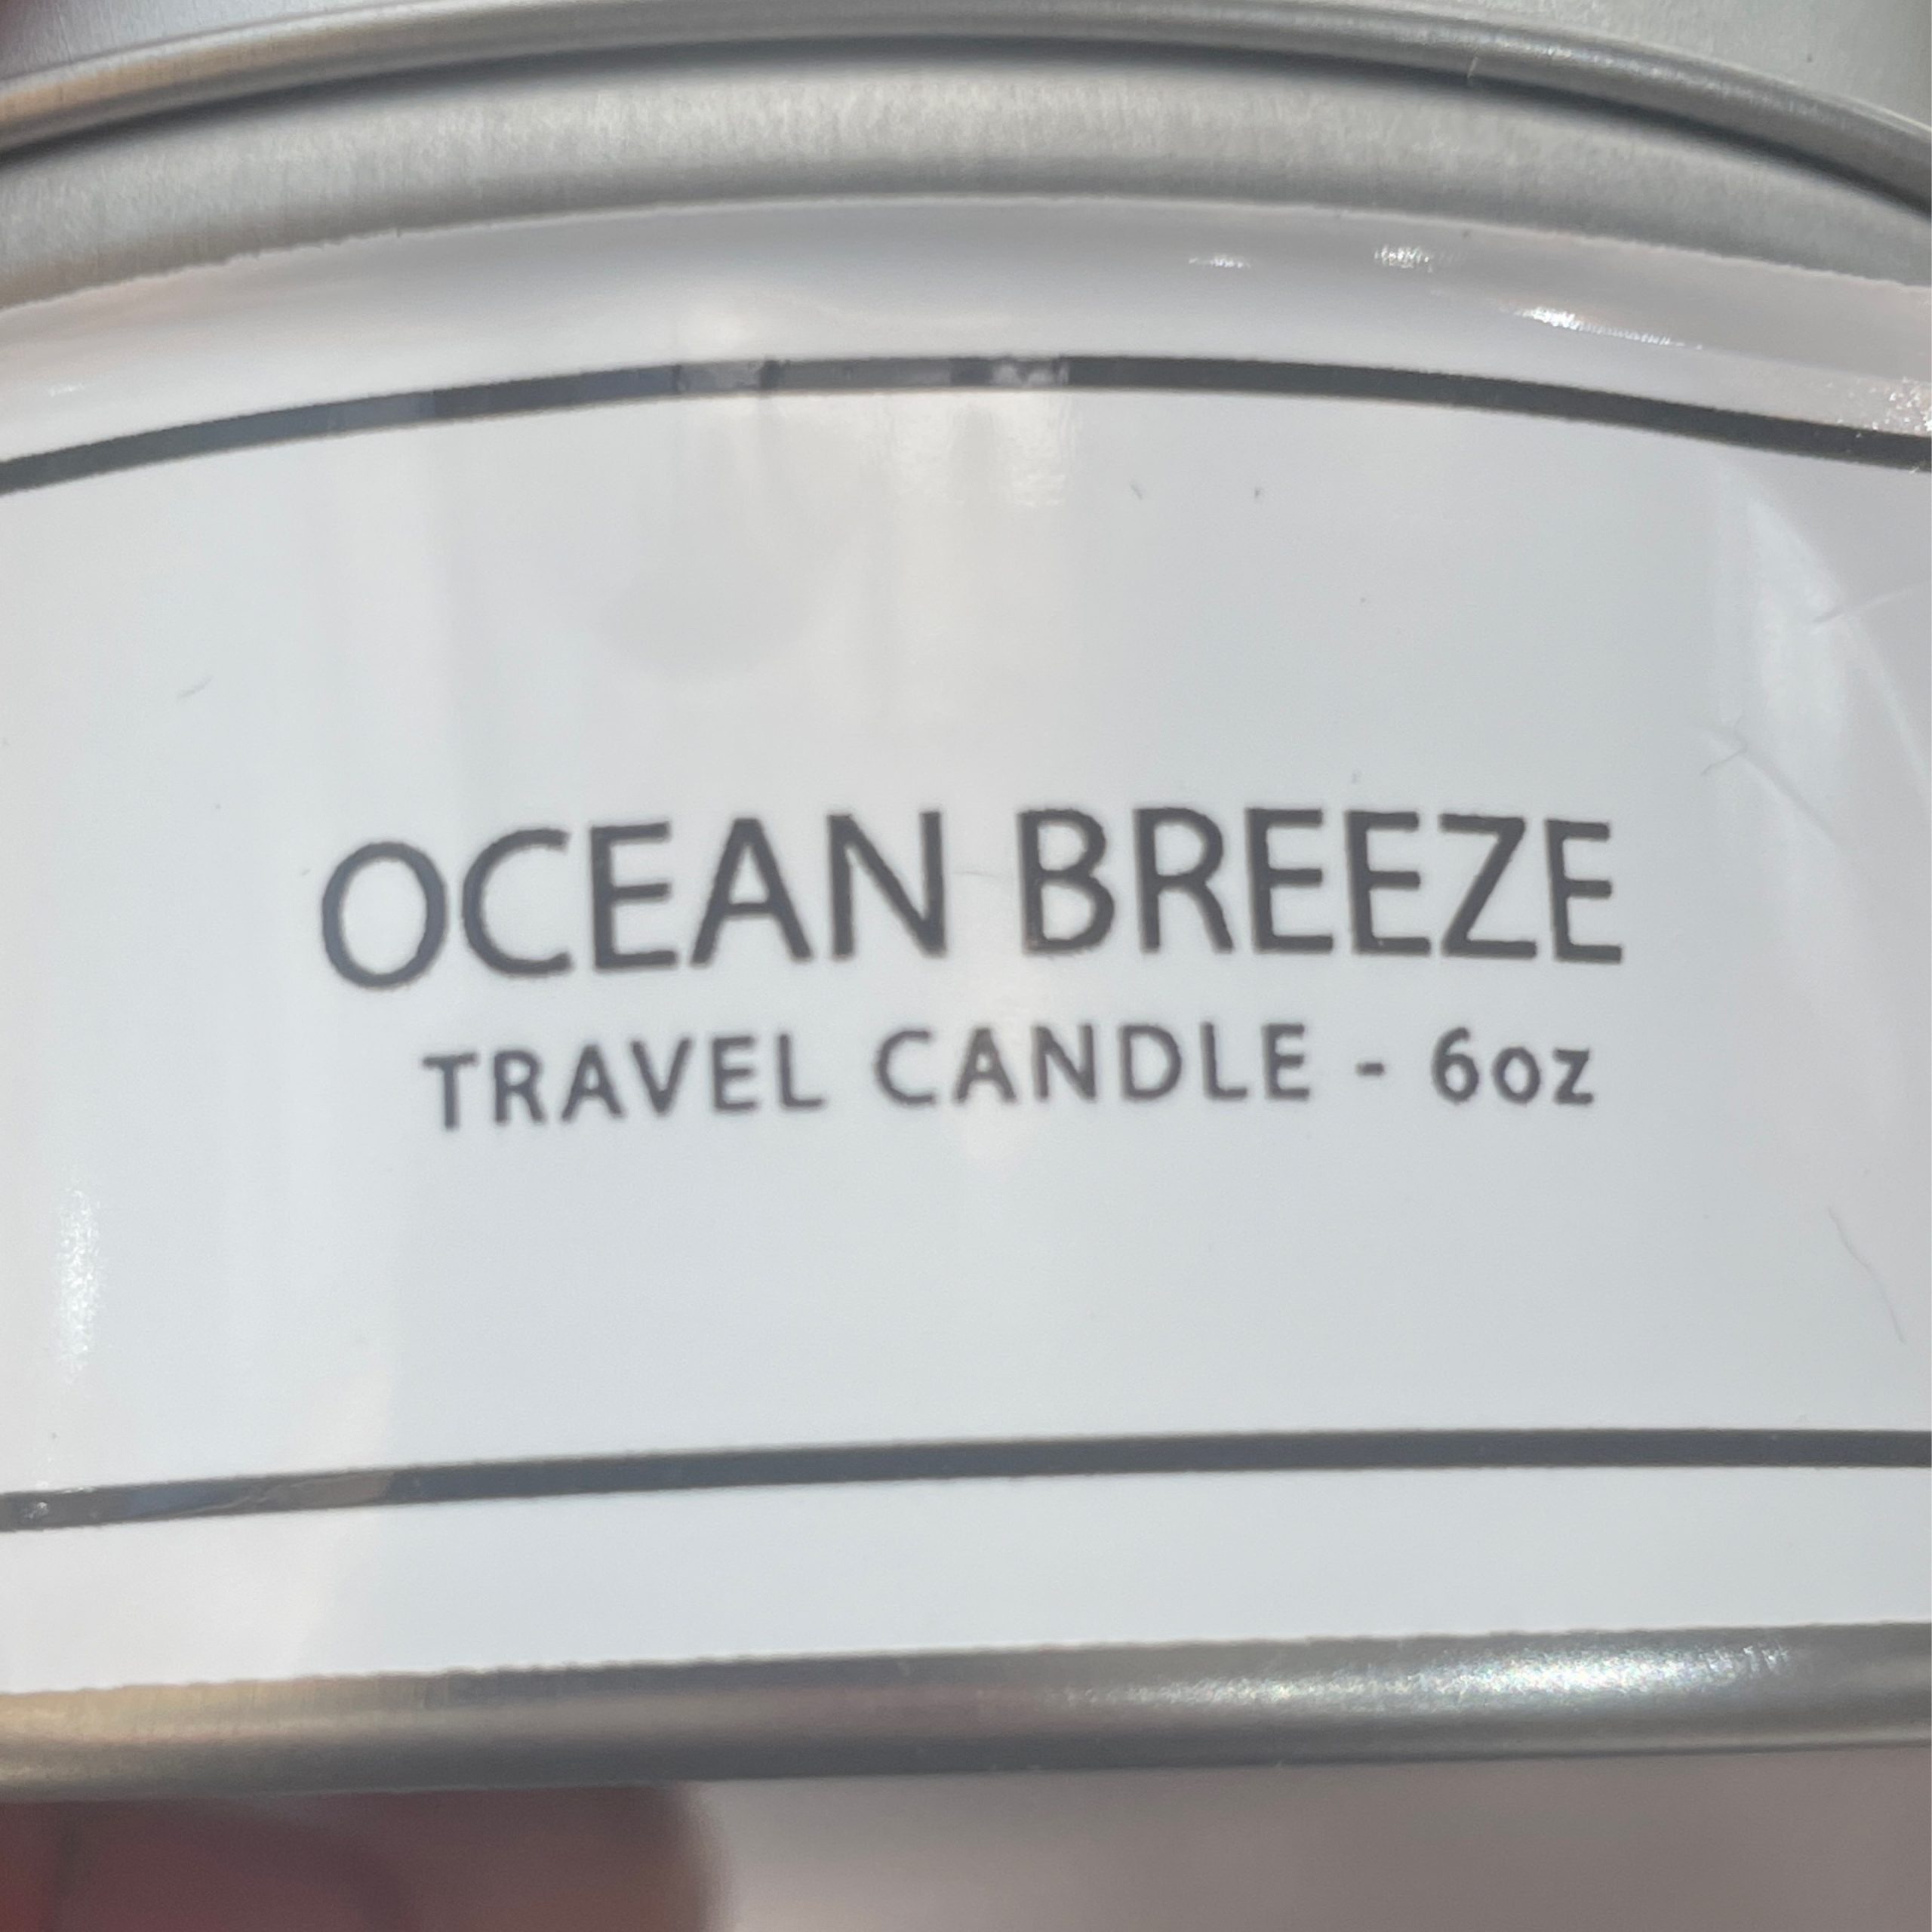 OCEAN BREEZE
TRAVEL CANDLE - 6oz